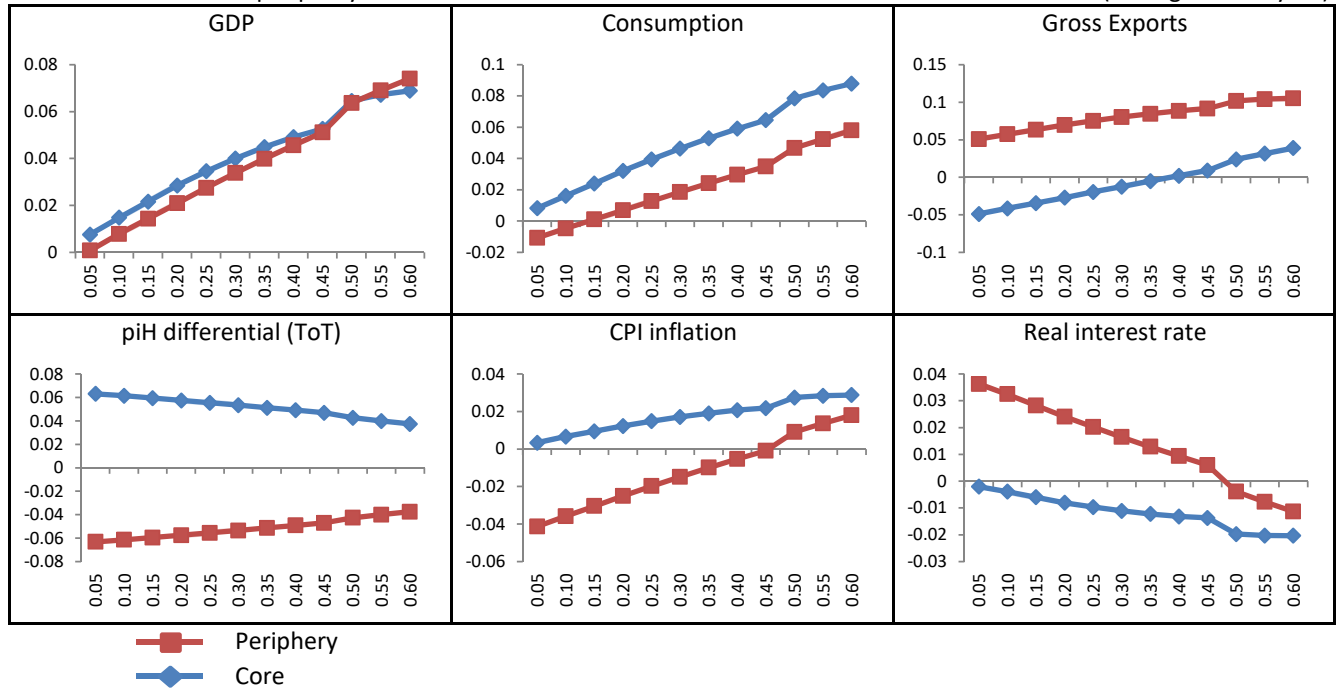 GDP
0.08
0.06
0.04
0.02
0
0.05 0.10 0.15 0.20 0.25 0.30 0.35 0.40 0.45 0.50 0.55 0.60
Consumption
0.1
0.08
0.06
0.04
0.02
0
-0.02
0.05 0.10 0.15 0.20 0.25 0.30 0.35 0.40 0.45 0.50 0.55 0.60
Gross Exports
0.15
0.1
0.05
0
-0.05
-0.1
0.05 0.10 0.15 0.20 0.25 0.30 0.35 0.40 0.45 0.50 0.55 0.60
piH differential (ToT)
0.08
0.06
0.04
0.02
0
-0.02
-0.04
-0.06
-0.08
0.05 0.10 0.15 0.20 0.25 0.30 0.35 0.40 0.45 0.50 0.55 0.60
CPI inflation
0.04
0.02
0
-0.02
-0.04
-0.06
0.05 0.10 0.15 0.20 0.25 0.30 0.35 0.40 0.45 0.50 0.55 0.60
Real interest rate
0.04
0.03
0.02
0.01
0
-0.01
-0.02
-0.03
0.05 0.10 0.15 0.20 0.25 0.30 0.35 0.40 0.45 0.50 0.55 0.60
Periphery
Core